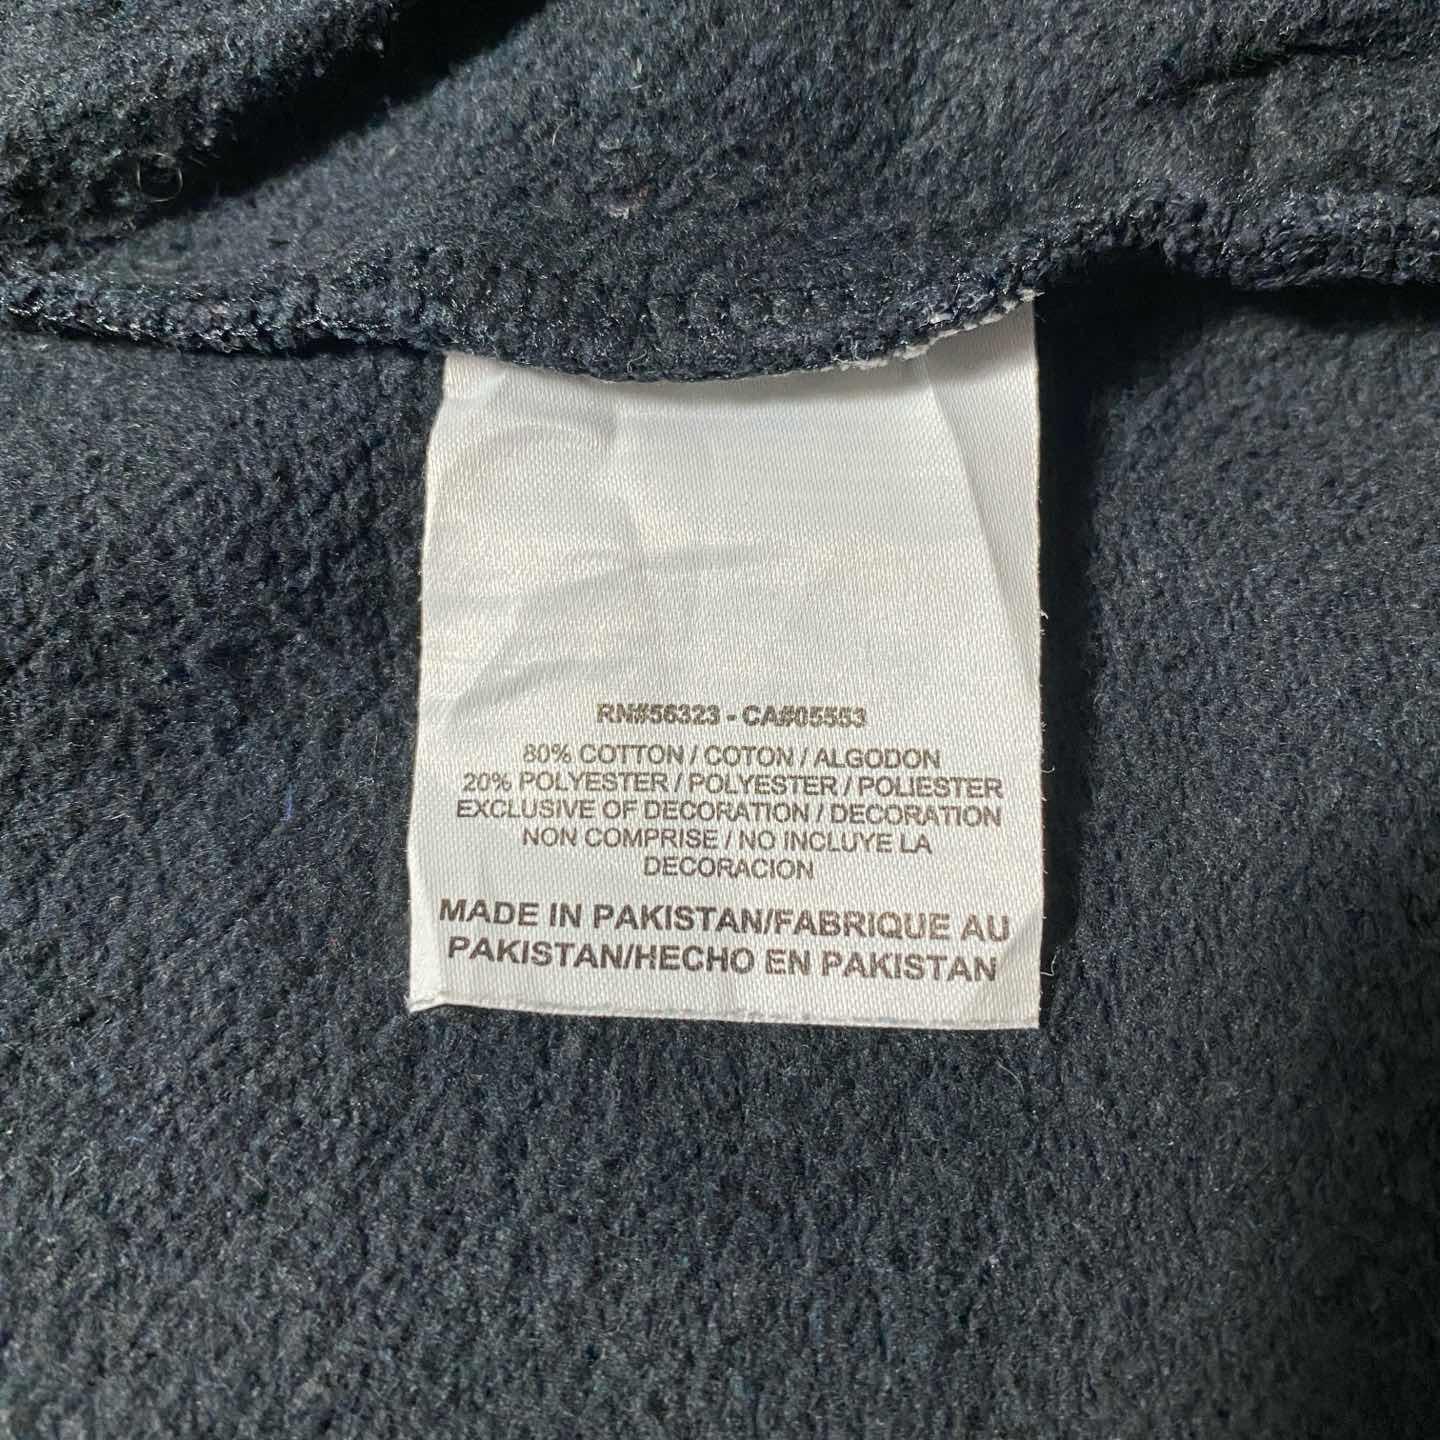 RN#56323 - CA#05553
80% COTTON / COTON / ALGODON
20% POLYESTER / POLYESTER / POLIESTER
EXCLUSIVE OF DECORATION / DECORATION
NON COMPRISE / NO INCLUYE LA
DECORACION
MADE IN PAKISTAN/FABRIQUE AU
PAKISTAN/HECHO EN PAKISTAN